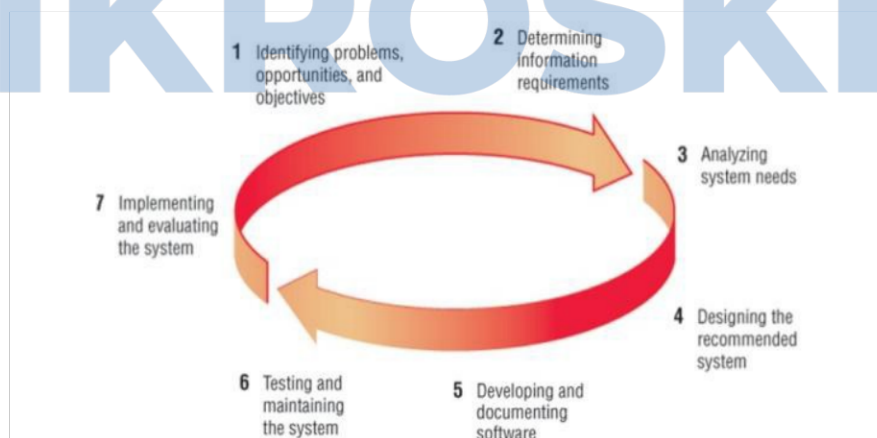 IKROSKI
1 Identifying problems,
opportunities, and
objectives
2 Determining
information
requirements
3 Analyzing
system needs
4 Designing the
recommended
system
5 Developing and
documenting
software
6 Testing and
maintaining
the system
7 Implementing
and evaluating
the system